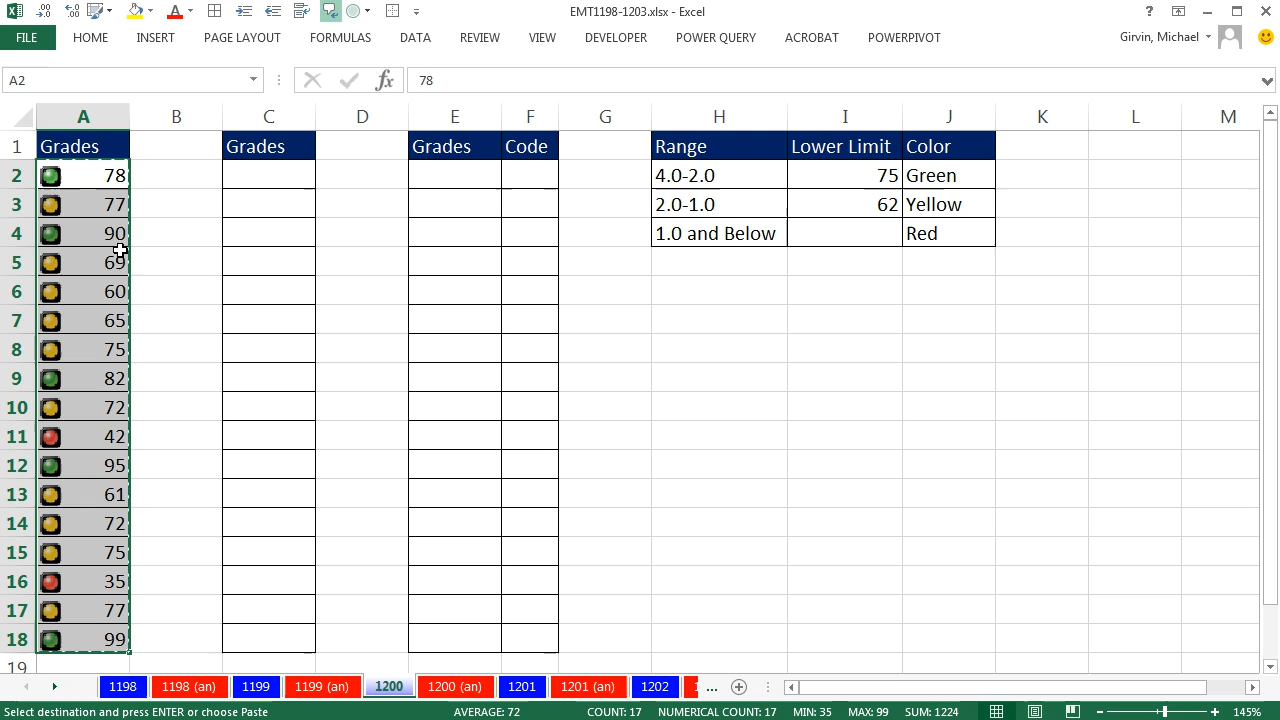 EMT1198-1203.xlsx - Excel
FILE HOME INSERT PAGE LAYOUT FORMULAS DATA REVIEW VIEW DEVELOPER POWER QUERY ACROBAT POWERPIVOT Girvin, Michael
A2 fx 78
A B C D E F G H I J K L M
1 Grades Grades Grades Code Range Lower Limit Color
2 78 4.0-2.0 75 Green
3 77 2.0-1.0 62 Yellow
4 90 1.0 and Below Red
5 69
6 60
7 65
8 75
9 82
10 72
11 42
12 95
13 61
14 72
15 75
16 35
17 77
18 99
19
1198 1198 (an) 1199 1199 (an) 1200 1200 (an) 1201 1201 (an) 1202 ...
Select destination and press ENTER or choose Paste AVERAGE: 72 COUNT: 17 NUMERICAL COUNT: 17 MIN: 35 MAX: 99 SUM: 1224 145%